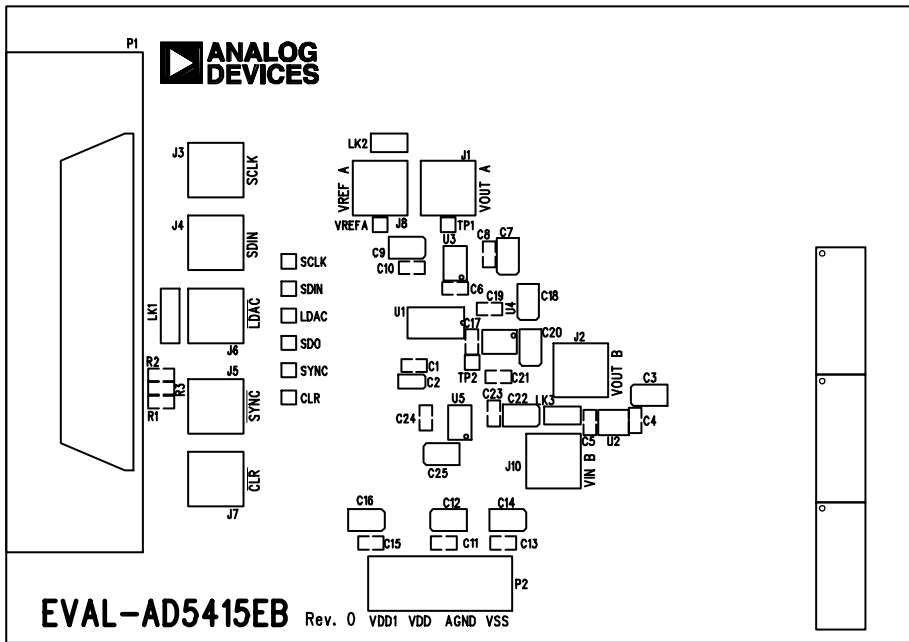 P1
ANALOG
DEVICES
LK2
J3
SCLK
J1
VREF A
VOUT A
VREFA
J8
TP1
J4
SDIN
U3
C8
C7
C9
C10
SCLK
C6
SDIN
C19
U4
C18
LK1
LDAC
J6
LDAC
U1
C17
C20
J2
VOUT B
SDO
R2
R3
R1
J5
SYNC
SYNC
C1
C2
TP2
C21
C3
CLR
C24
U5
C23
C22
LK3
C5
U2
C4
C25
J10
VIN B
CLR
J7
C16
C12
C14
C15
C11
C13
P2
EVAL-AD5415EB Rev. 0 VDD1 VDD AGND VSS